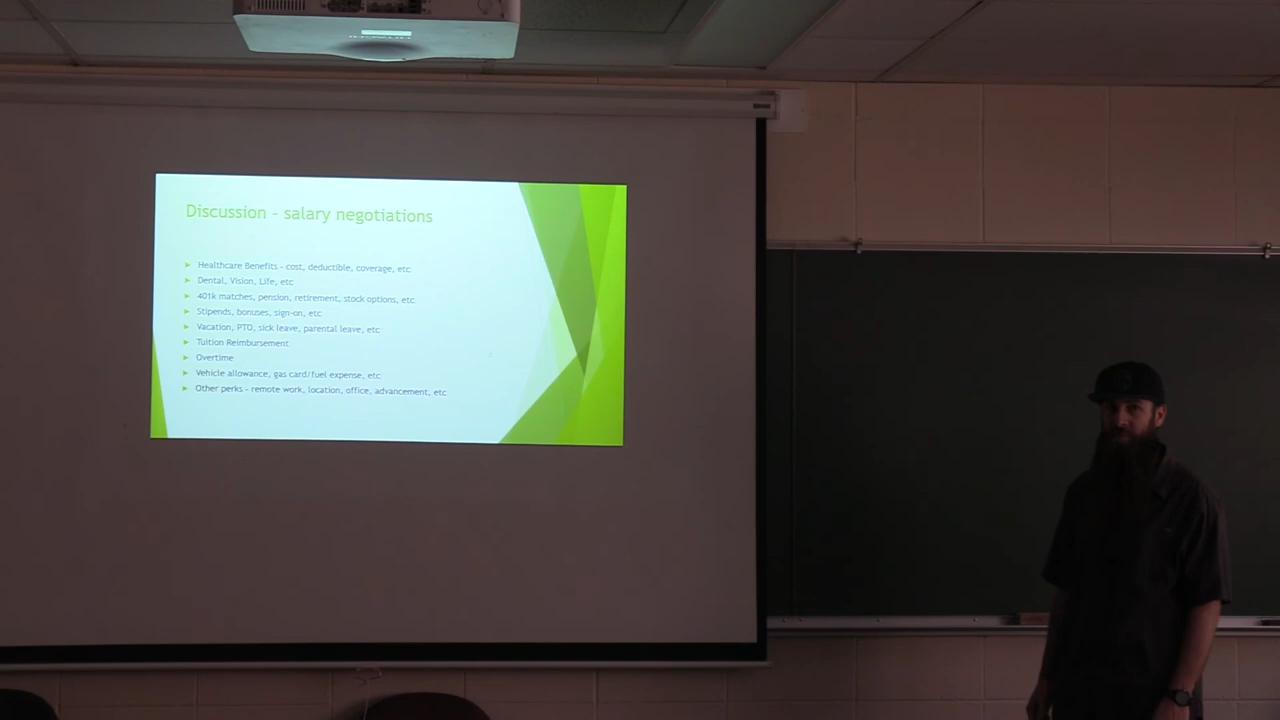 Discussion - salary negotiations
Healthcare Benefits - cost, deductible, coverage, etc
Dental, Vision, Life, etc
401k matches, pension, retirement, stock options, etc
Stipends, bonuses, sign-on, etc
Vacation, PTO, sick leave, parental leave, etc
Tuition Reimbursement
Overtime
Vehicle allowance, gas card/fuel expense, etc
Other perks - remote work, location, office, advancement, etc